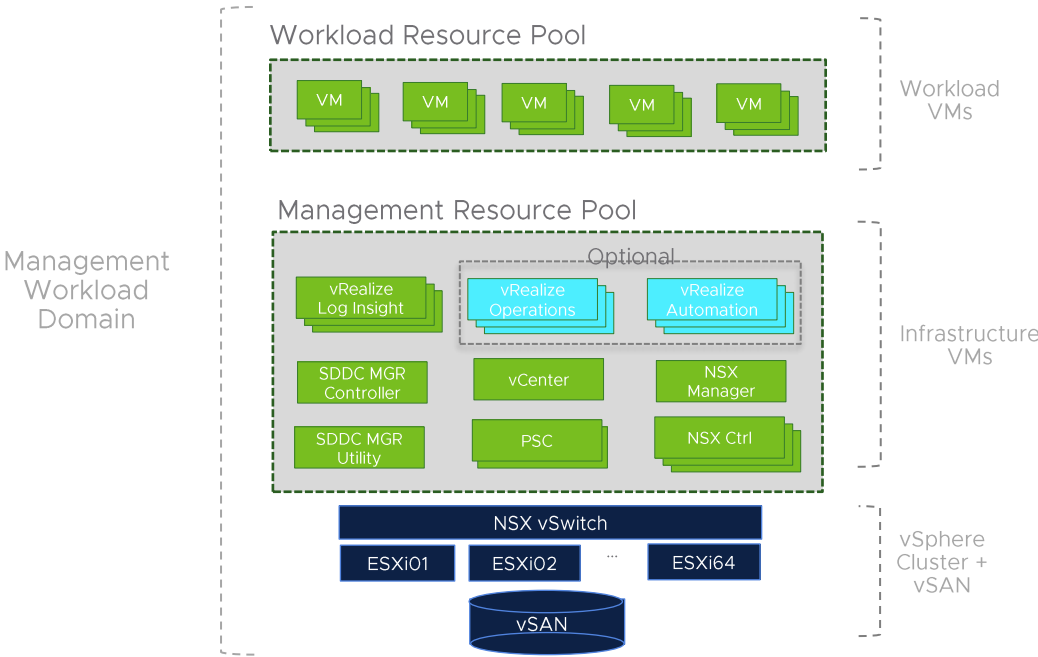 Workload Resource Pool
VM
VM
VM
VM
VM
Workload
VMs
Management Resource Pool
Optional
vRealize
Log Insight
vRealize
Operations
vRealize
Automation
Management
Workload
Domain
SDDC MGR
Controller
vCenter
NSX
Manager
Infrastructure
VMs
SDDC MGR
Utility
PSC
NSX Ctrl
NSX vSwitch
ESXi01
ESXi02
...
ESXi64
vSphere
Cluster +
vSAN
vSAN